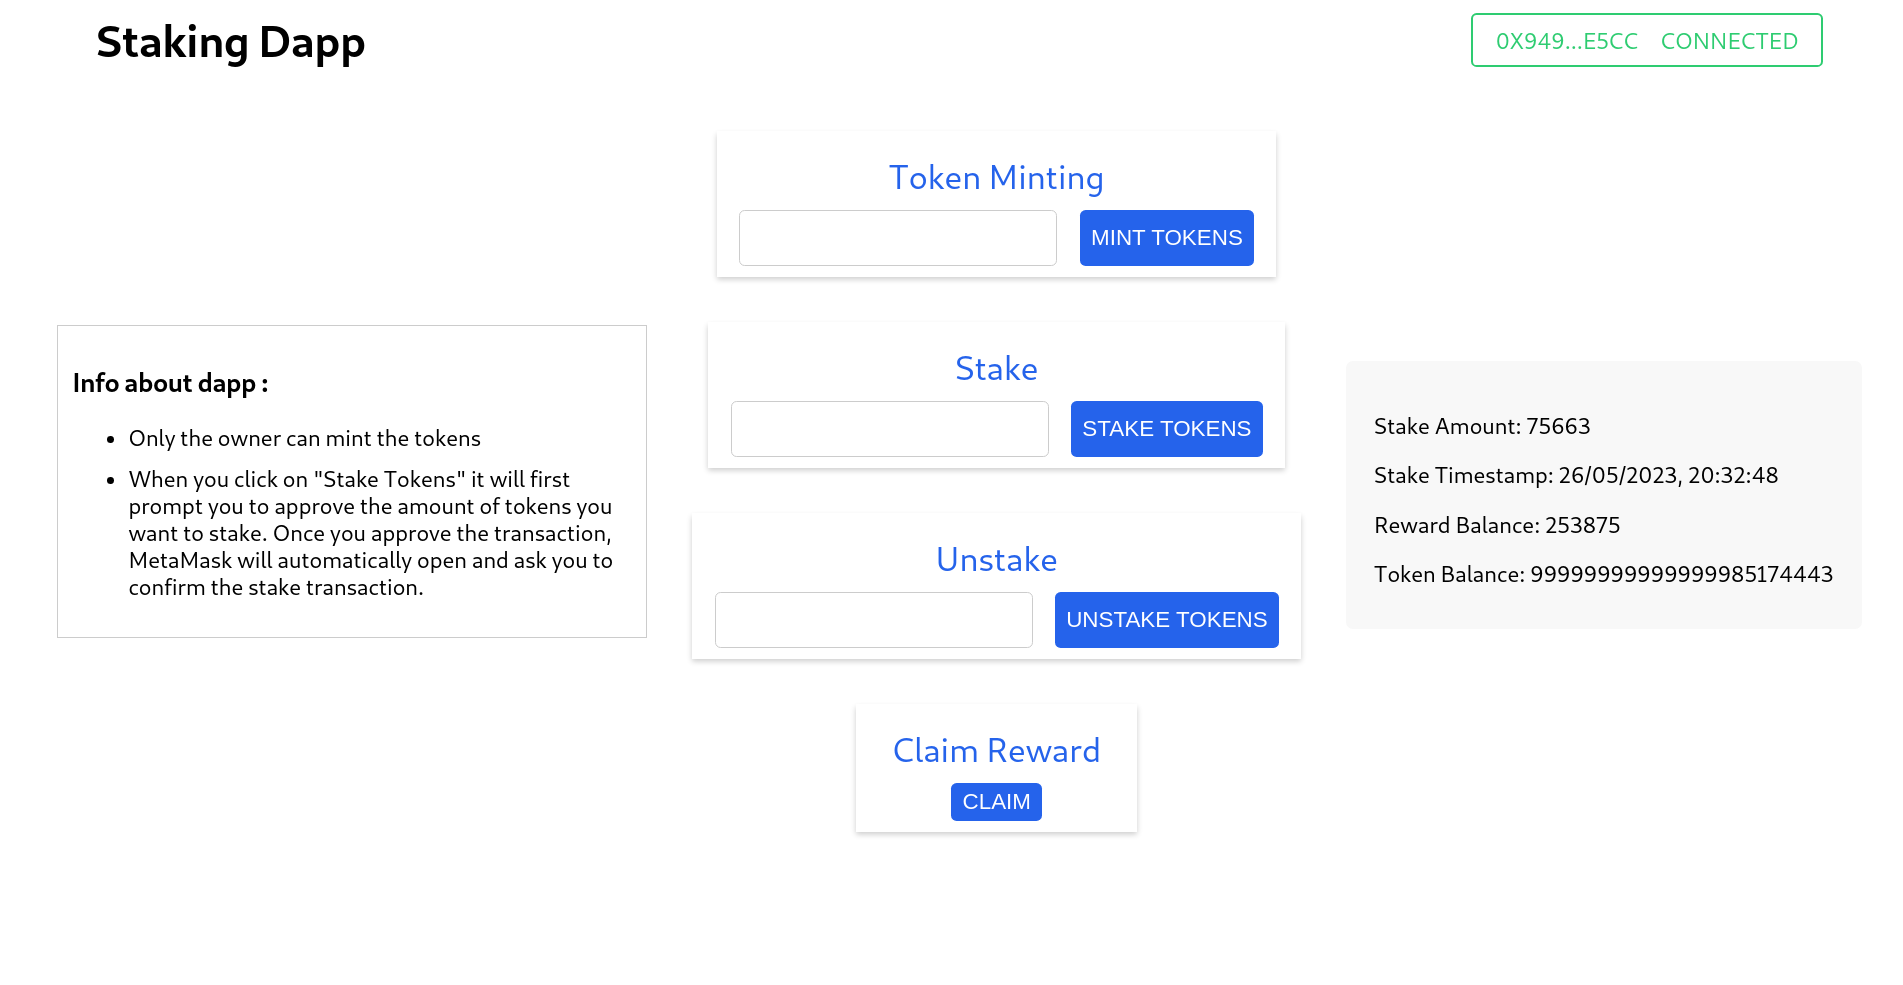 Staking Dapp
0X949...E5CC CONNECTED
Token Minting
MINT TOKENS
Info about dapp :
Only the owner can mint the tokens
When you click on "Stake Tokens" it will first
prompt you to approve the amount of tokens you
want to stake. Once you approve the transaction,
MetaMask will automatically open and ask you to
confirm the stake transaction.
Stake
STAKE TOKENS
Unstake
UNSTAKE TOKENS
Claim Reward
CLAIM
Stake Amount: 75663
Stake Timestamp: 26/05/2023, 20:32:48
Reward Balance: 253875
Token Balance: 99999999999999985174443